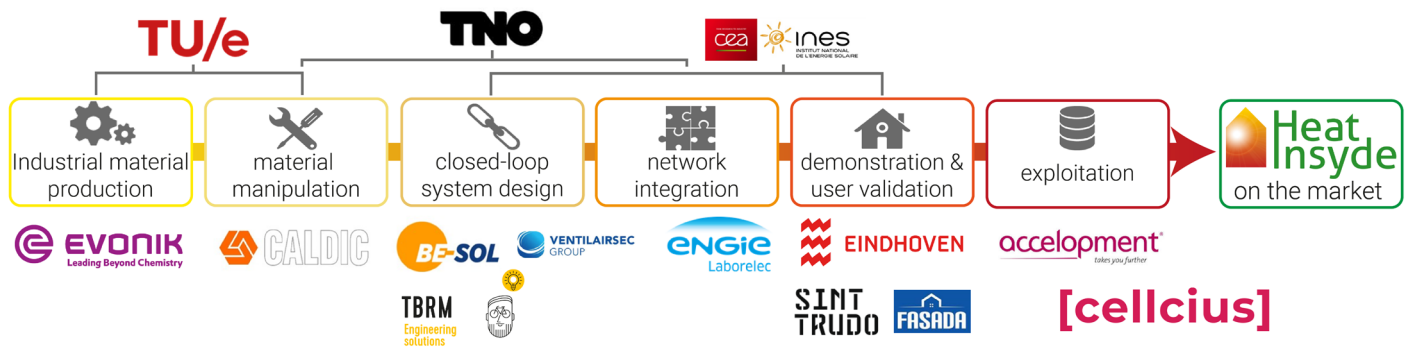 TU/e
TNO
cea
ines
INSTITUT NATIONAL
DE L'ENERGIE SOLAIRE
Industrial material
production
material
manipulation
closed-loop
system design
network
integration
demonstration &
user validation
exploitation
Heat
Insyde
on the market
EVONIK
Leading Beyond Chemistry
CALDIC
BE-SOL
VENTILAIRSEC
GROUP
TBRM
Engineering
solutions
ENGIE
Laborelec
EINDHOVEN
SINT
TRUDO
FASADA
accelopment®
takes you further
[cellcius]